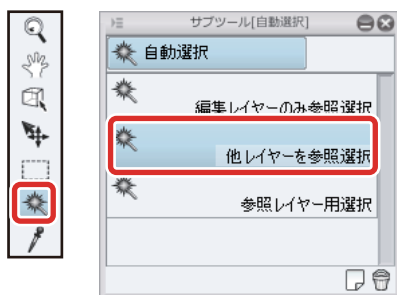 サブツール[自動選択]
自動選択
編集レイヤーのみ参照選択
他レイヤーを参照選択
参照レイヤー用選択